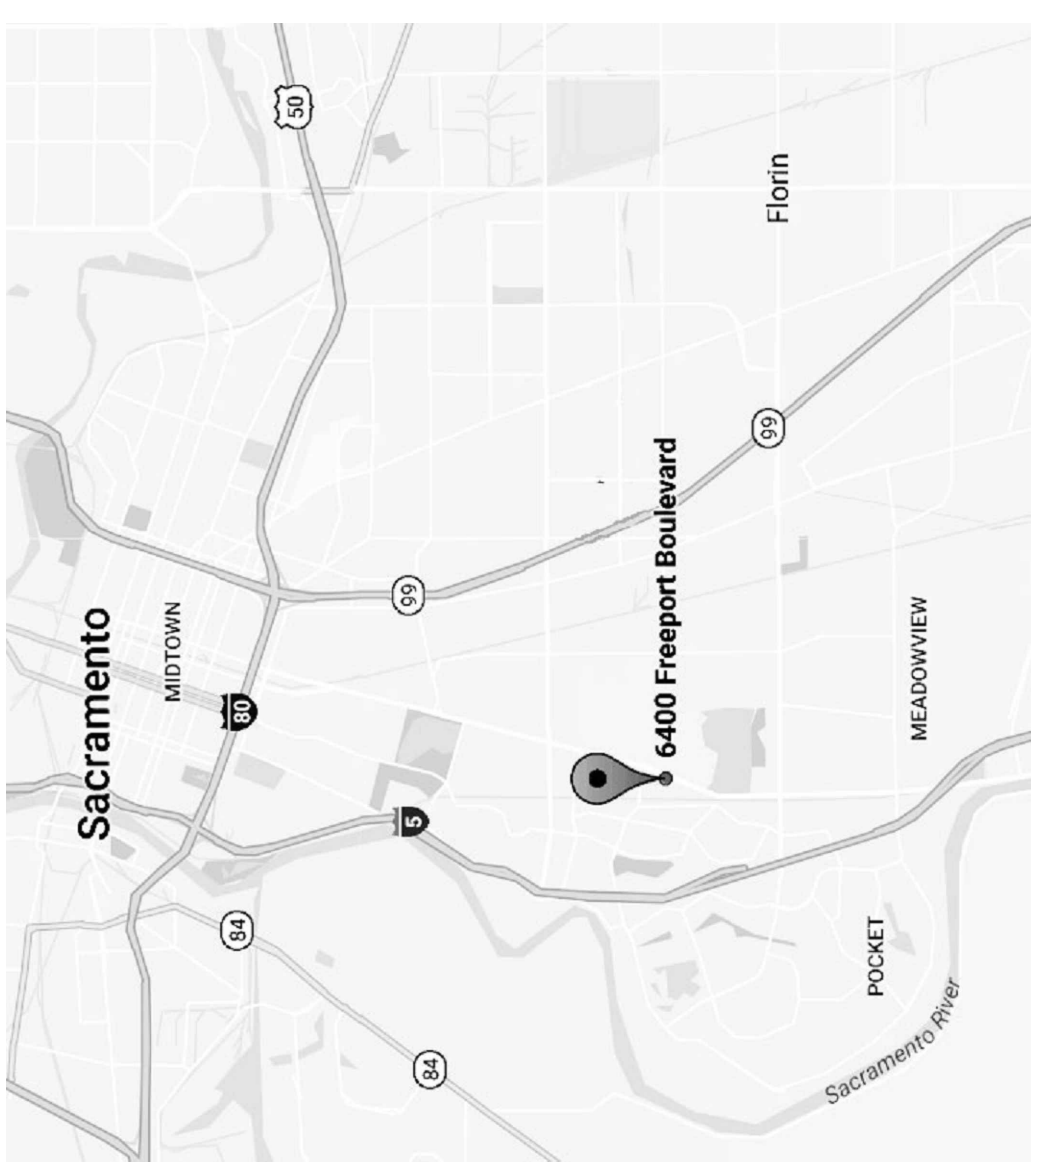 Sacramento
MIDTOWN
84
80
50
84
5
99
6400 Freeport Boulevard
99
Florin
Sacramento River
POCKET
MEADOWVIEW